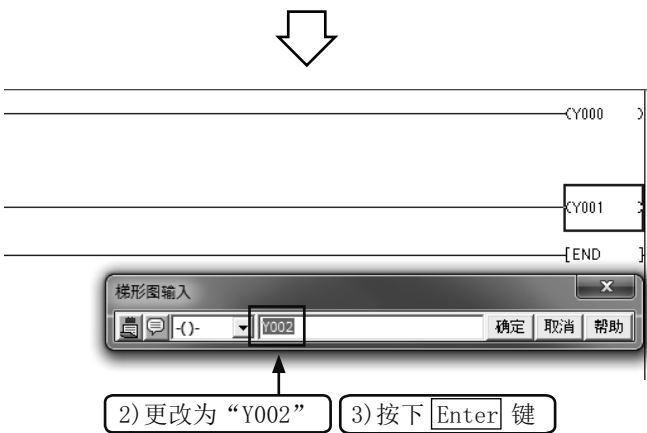 (Y000 )
(Y001 )
[END ]
梯形图输入
x
-()- Y002 确定 取消 帮助
2)更改为“Y002” 3)按下 Enter 键